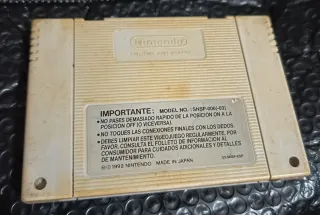 Nintendo
IMPORTANTE: MODEL NO.: SNSP-006(-03)
• NO PASES DEMASIADO RAPIDO DE LA POSICION ON A LA
POSICION OFF (O VICEVERSA).
• NO TOQUES LAS CONEXIONES FINALES CON LOS DEDOS.
• DEBES LIMPIAR ESTE VIDEOJUEGO REGULARMENTE, POR
FAVOR, CONSULTA EL FOLLETO DE INFORMACION AL
CONSUMIDOR PARA CUIDADOS ADICIONALES Y DETALLES
DE MANTENIMIENTO.
© 1992 NINTENDO MADE IN JAPAN